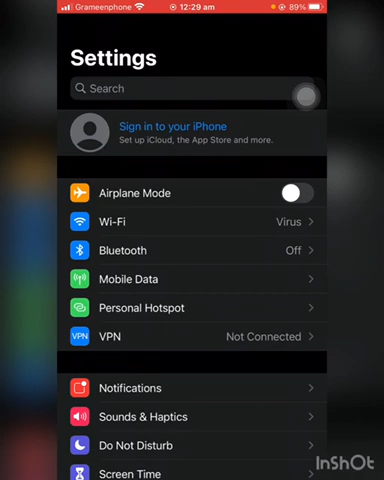 Grameenphone 12:29 am 89%
Settings
Search
Sign in to your iPhone
Set up iCloud, the App Store and more.
Airplane Mode
Wi-Fi Virus
Bluetooth Off
Mobile Data
Personal Hotspot
VPN VPN Not Connected
Notifications
Sounds & Haptics
Do Not Disturb
Screen Time
InShOt